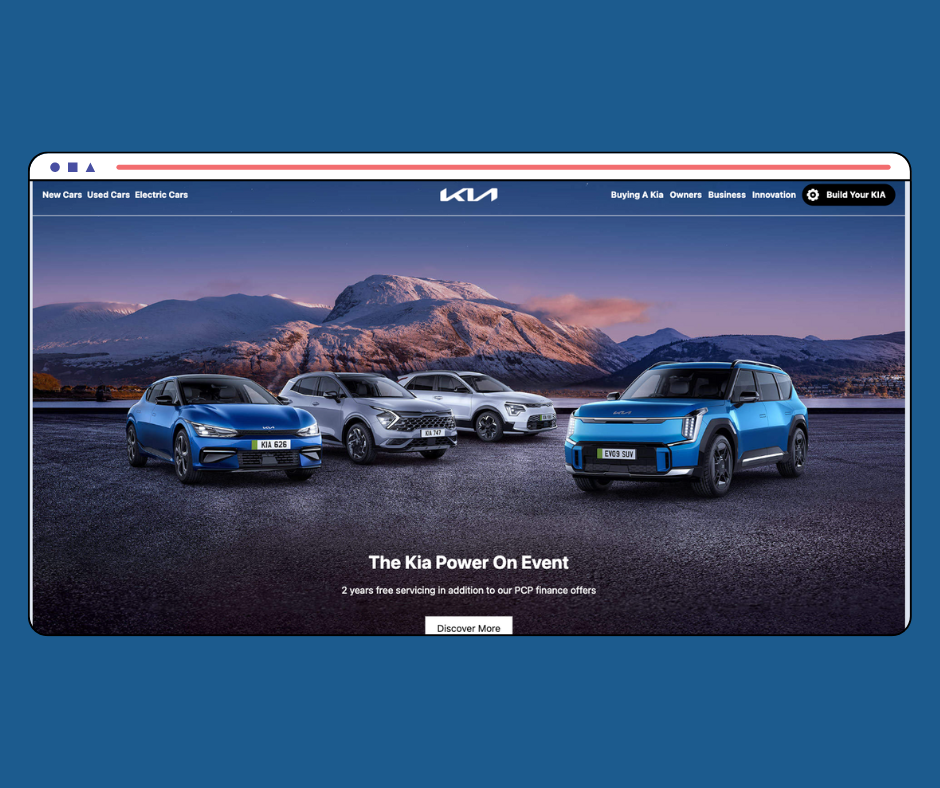 New Cars Used Cars Electric Cars
KIA
Buying A Kia Owners Business Innovation Build Your KIA
KIA 626
KIA 747
EV09 SUV
The Kia Power On Event
2 years free servicing in addition to our PCP finance offers
Discover More